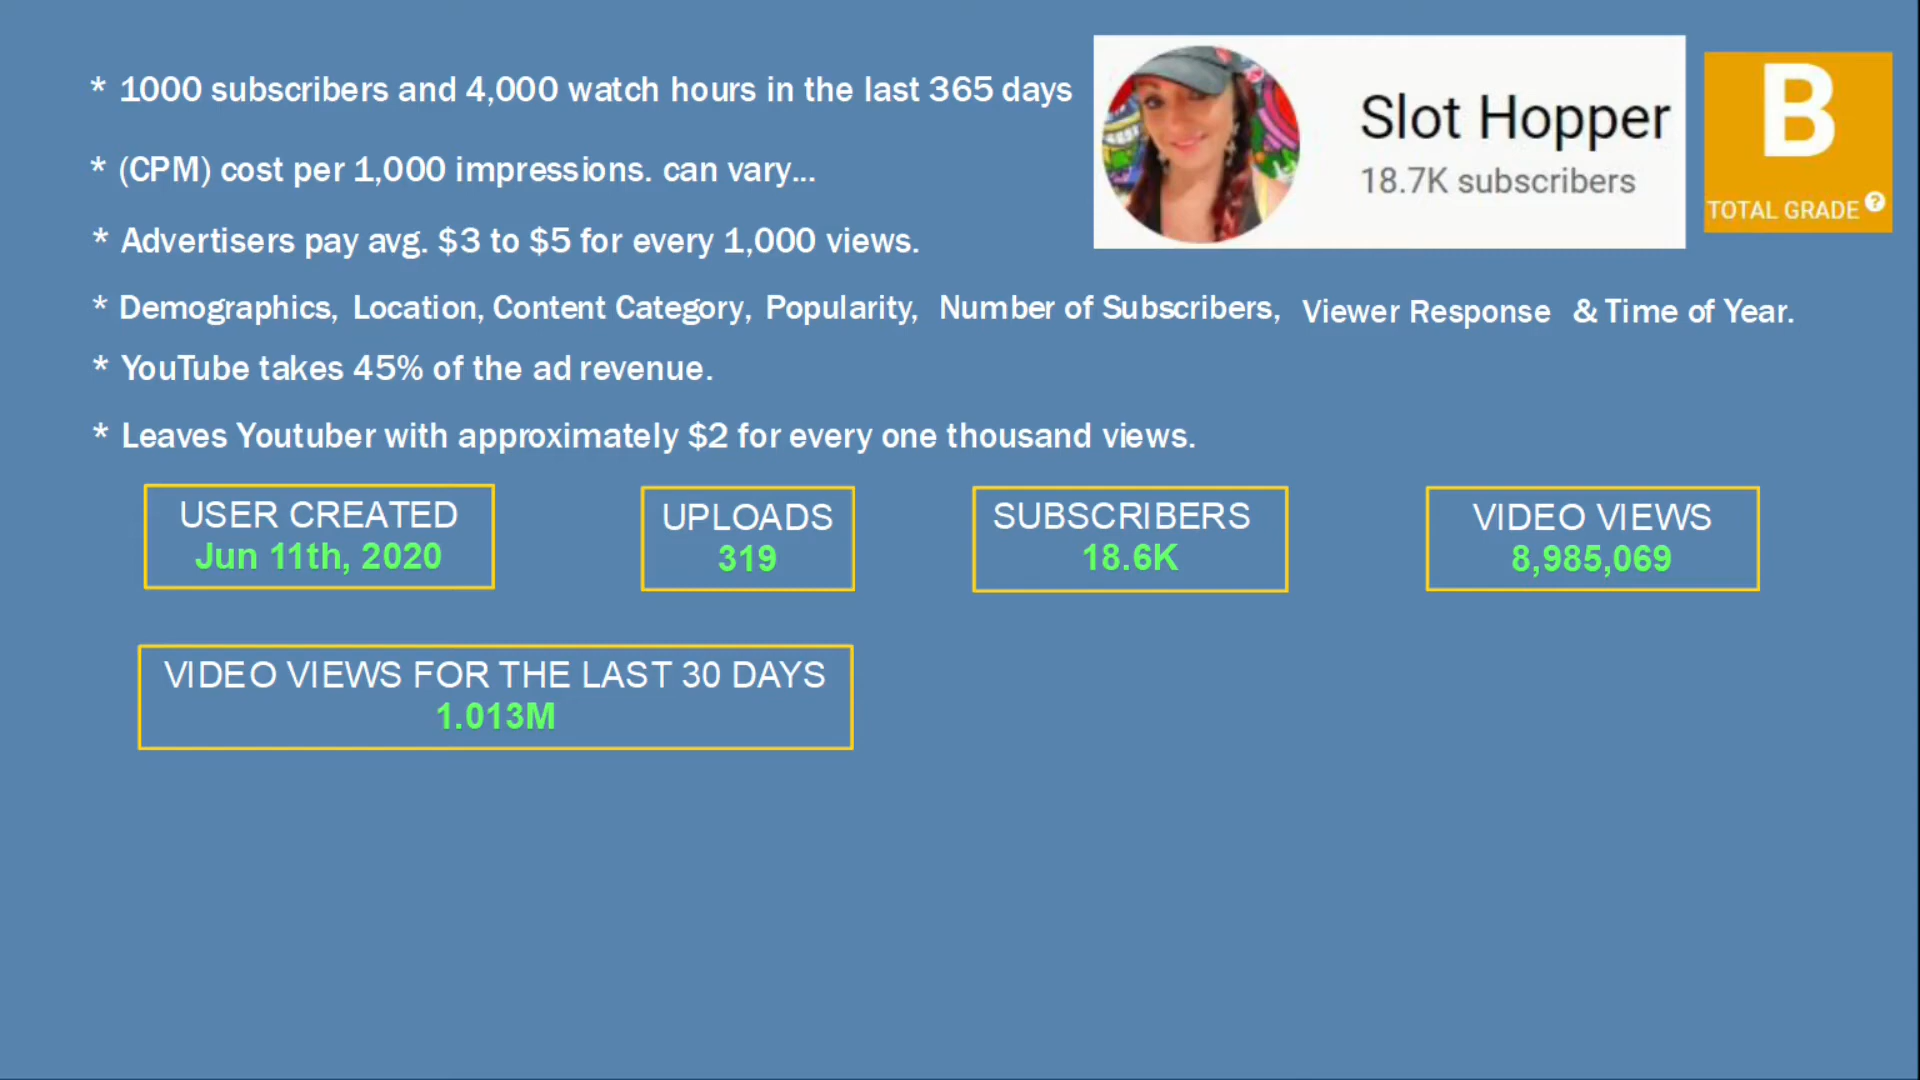 * 1000 subscribers and 4,000 watch hours in the last 365 days
Slot Hopper
18.7K subscribers
B
TOTAL GRADE ?
* (CPM) cost per 1,000 impressions. can vary...
* Advertisers pay avg. $3 to $5 for every 1,000 views.
* Demographics, Location, Content Category, Popularity, Number of Subscribers, Viewer Response & Time of Year.
* YouTube takes 45% of the ad revenue.
* Leaves Youtuber with approximately $2 for every one thousand views.
USER CREATED
Jun 11th, 2020
UPLOADS
319
SUBSCRIBERS
18.6K
VIDEO VIEWS
8,985,069
VIDEO VIEWS FOR THE LAST 30 DAYS
1.013M